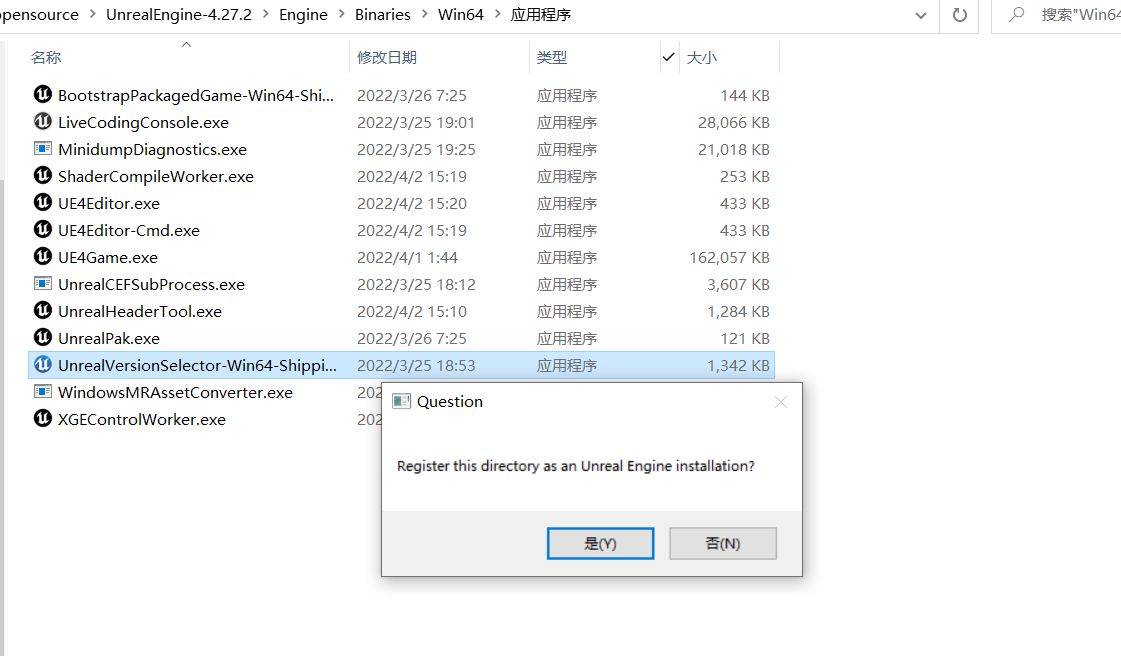 opensource > UnrealEngine-4.27.2 > Engine > Binaries > Win64 > 应用程序 搜索"Win64
名称 修改日期 类型 大小
BootstrapPackagedGame-Win64-Shi... 2022/3/26 7:25 应用程序 144 KB
LiveCodingConsole.exe 2022/3/25 19:01 应用程序 28,066 KB
MinidumpDiagnostics.exe 2022/3/25 19:25 应用程序 21,018 KB
ShaderCompileWorker.exe 2022/4/2 15:19 应用程序 253 KB
UE4Editor.exe 2022/4/2 15:20 应用程序 433 KB
UE4Editor-Cmd.exe 2022/4/2 15:19 应用程序 433 KB
UE4Game.exe 2022/4/1 1:44 应用程序 162,057 KB
UnrealCEFSubProcess.exe 2022/3/25 18:12 应用程序 3,607 KB
UnrealHeaderTool.exe 2022/4/2 15:10 应用程序 1,284 KB
UnrealPak.exe 2022/3/26 7:25 应用程序 121 KB
UnrealVersionSelector-Win64-Shippi... 2022/3/25 18:53 应用程序 1,342 KB
WindowsMRAssetConverter.exe 202
XGEControlWorker.exe 202
Question
Register this directory as an Unreal Engine installation?
是(Y) 否(N)